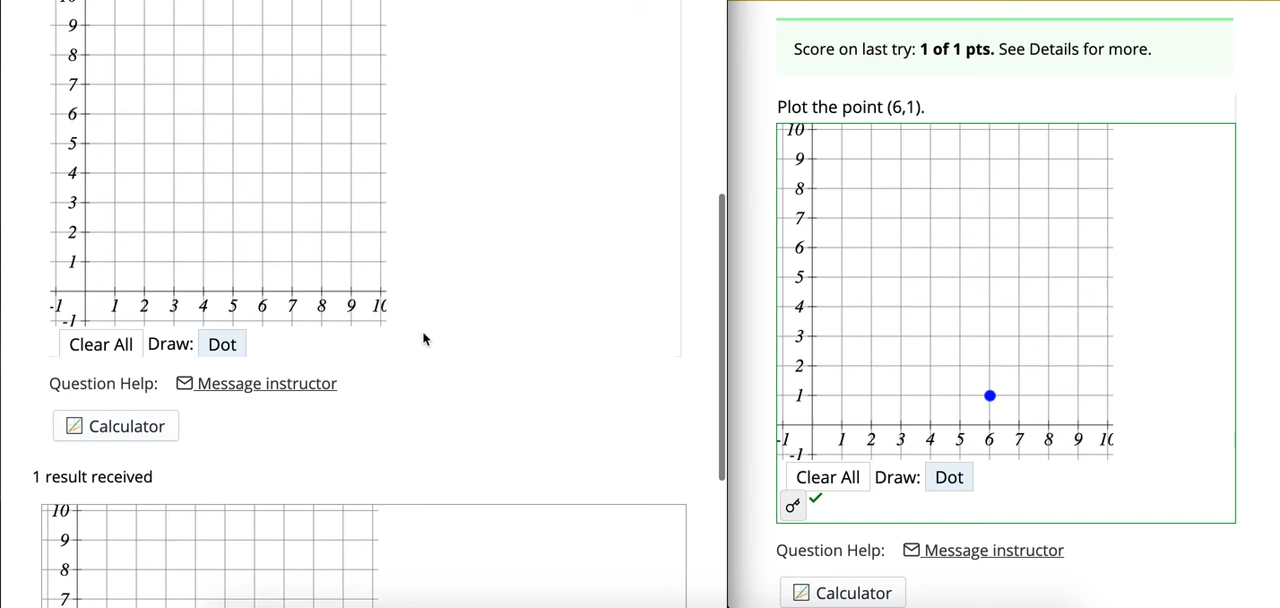 10
9
8
7
6
5
4
3
2
1
-1 1 2 3 4 5 6 7 8 9 10
-1
Clear All Draw: Dot
Question Help: Message instructor
Calculator
1 result received
10
9
8
7
Score on last try: 1 of 1 pts. See Details for more.
Plot the point (6,1).
10
9
8
7
6
5
4
3
2
1
-1 1 2 3 4 5 6 7 8 9 10
-1
Clear All Draw: Dot
Question Help: Message instructor
Calculator